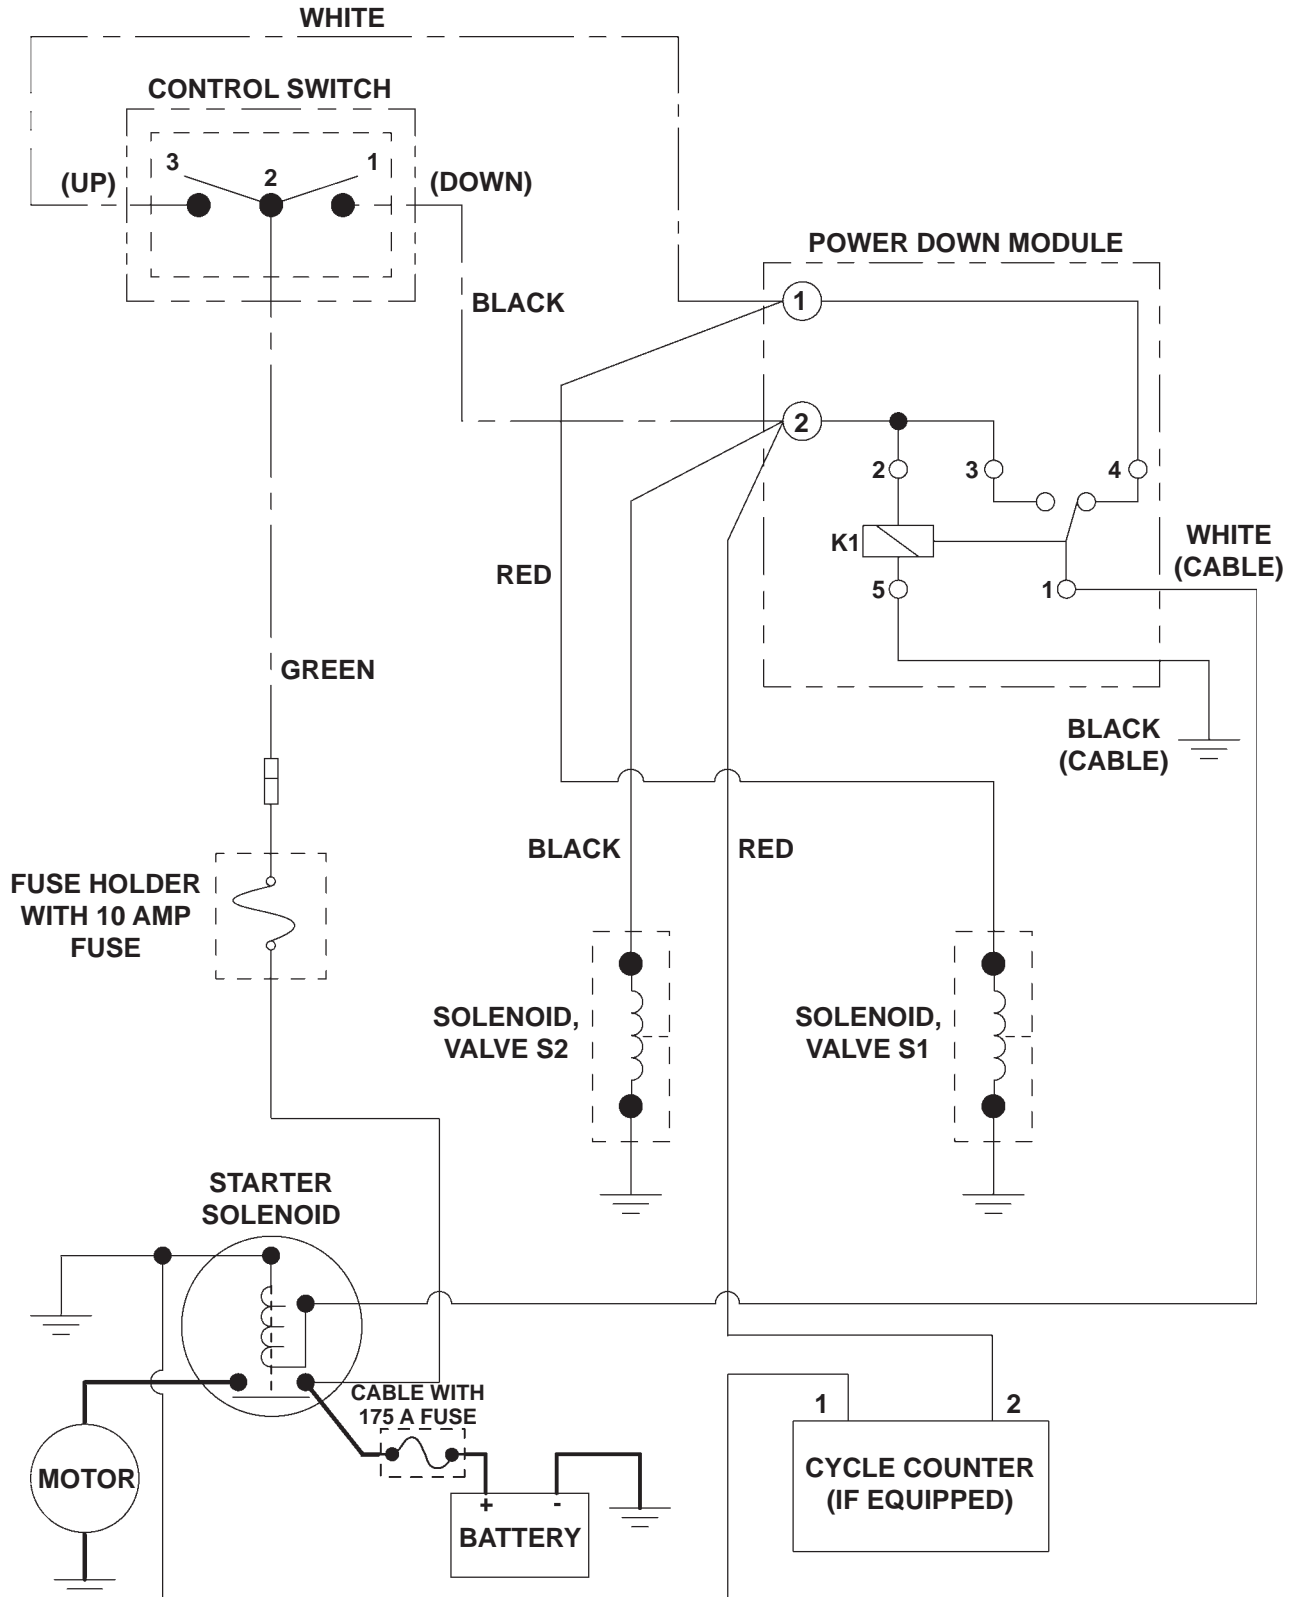 WHITE
CONTROL SWITCH
3
2
1
(UP)
(DOWN)
POWER DOWN MODULE
BLACK
1
2
2
3
4
K1
WHITE
(CABLE)
RED
5
1
GREEN
BLACK
(CABLE)
BLACK
RED
FUSE HOLDER
WITH 10 AMP
FUSE
SOLENOID,
VALVE S2
SOLENOID,
VALVE S1
STARTER
SOLENOID
CABLE WITH
175 A FUSE
1
2
MOTOR
CYCLE COUNTER
(IF EQUIPPED)
+
-
BATTERY